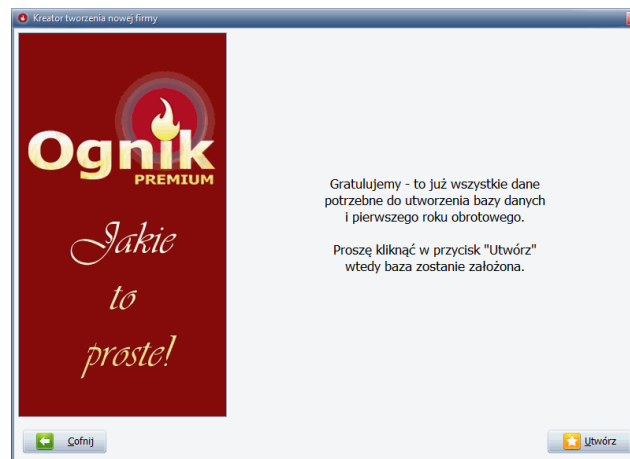 Kreator tworzenia nowej firmy
Ognik
PREMIUM
Jakie
to
proste!
Gratulujemy - to już wszystkie dane
potrzebne do utworzenia bazy danych
i pierwszego roku obrotowego.
Proszę kliknąć w przycisk "Utwórz"
wtedy baza zostanie założona.
Cofnij
Utwórz